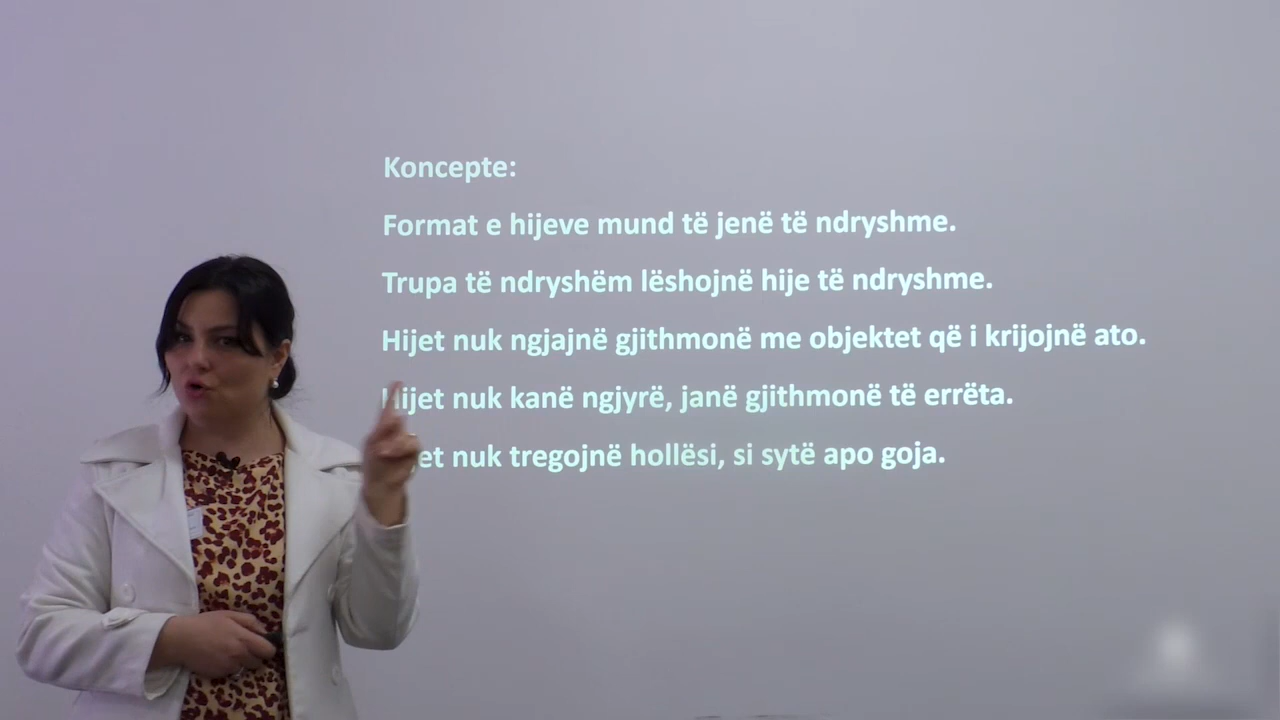 Koncepte:
Format e hijeve mund të jenë të ndryshme.
Trupa të ndryshëm lëshojnë hije të ndryshme.
Hijet nuk ngjajnë gjithmonë me objektet që i krijojnë ato.
Hijet nuk kanë ngjyrë, janë gjithmonë të errëta.
Hijet nuk tregojnë hollësi, si sytë apo goja.